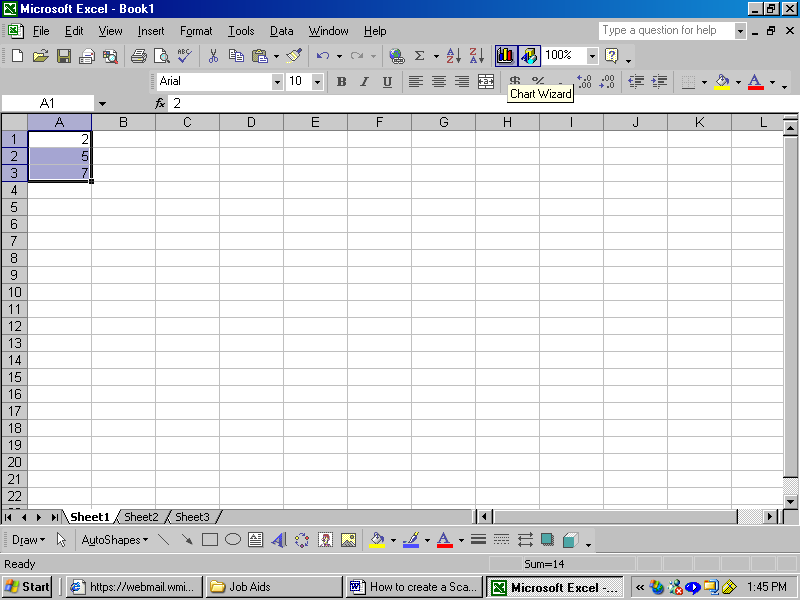 Microsoft Excel - Book1
File Edit View Insert Format Tools Data Window Help Type a question for help
Σ 100%
Arial 10 B I U $ %
Chart Wizard
A1 fx 2
A B C D E F G H I J K L
1 2
2 5
3 7
4
5
6
7
8
9
10
11
12
13
14
15
16
17
18
19
20
21
22
Sheet1 Sheet2 Sheet3
Draw AutoShapes
Ready Sum=14
Start https://webmail.wmi... Job Aids How to create a Sca... Microsoft Excel -... 1:45 PM